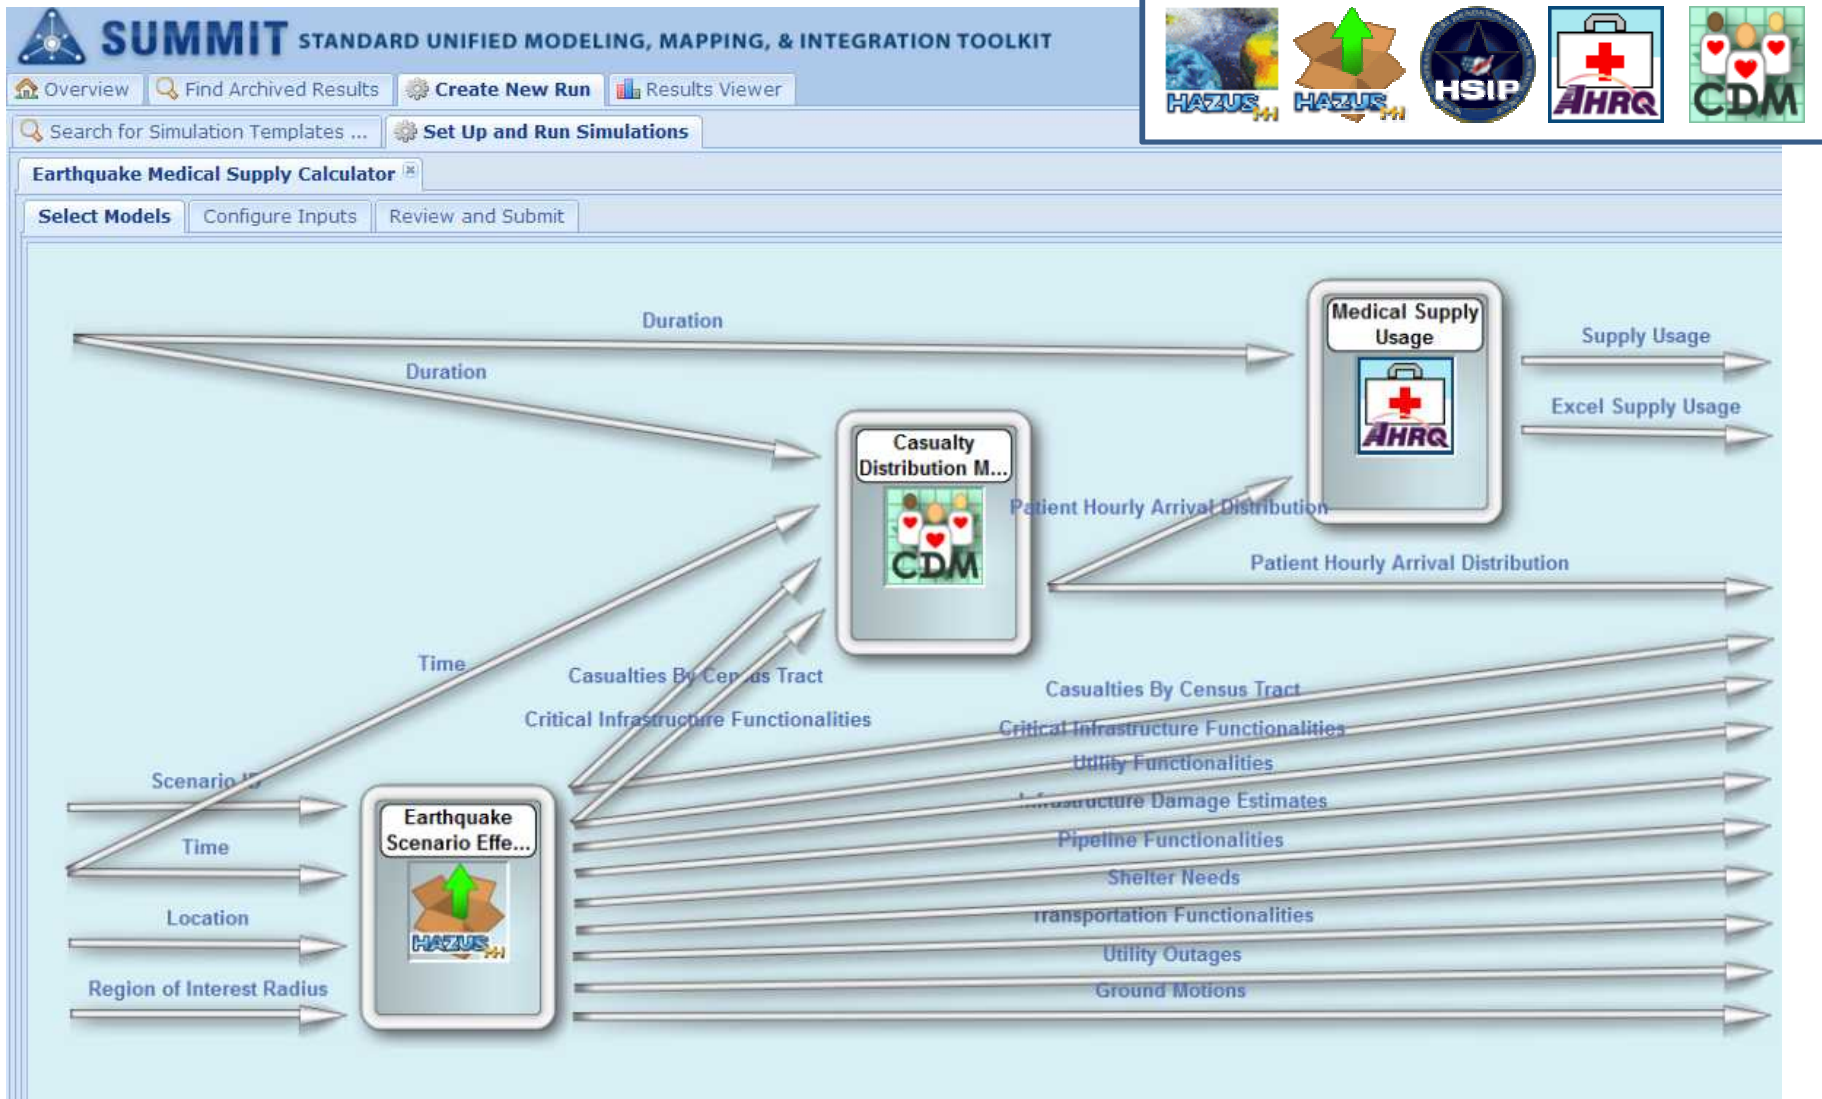 SUMMIT STANDARD UNIFIED MODELING, MAPPING, & INTEGRATION TOOLKIT
HAZUS MH
HAZUS MH
HSIP
AHRQ
CDM
Overview
Find Archived Results
Create New Run
Results Viewer
Search for Simulation Templates ...
Set Up and Run Simulations
Earthquake Medical Supply Calculator
Select Models
Configure Inputs
Review and Submit
Duration
Duration
Medical Supply
Usage
AHRQ
Supply Usage
Excel Supply Usage
Casualty
Distribution M...
CDM
Patient Hourly Arrival Distribution
Patient Hourly Arrival Distribution
Time
Casualties By Census Tract
Critical Infrastructure Functionalities
Casualties By Census Tract
Critical Infrastructure Functionalities
Utility Functionalities
Infrastructure Damage Estimates
Pipeline Functionalities
Shelter Needs
Transportation Functionalities
Utility Outages
Ground Motions
Scenario ID
Time
Location
Region of Interest Radius
Earthquake
Scenario Effe...
HAZUS MH